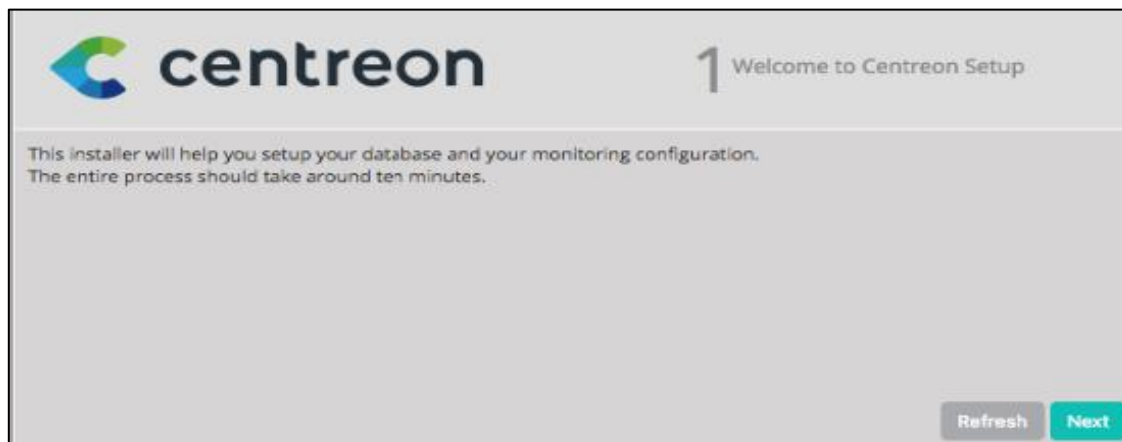 centreon
1 Welcome to Centreon Setup
This installer will help you setup your database and your monitoring configuration.
The entire process should take around ten minutes.
Refresh Next